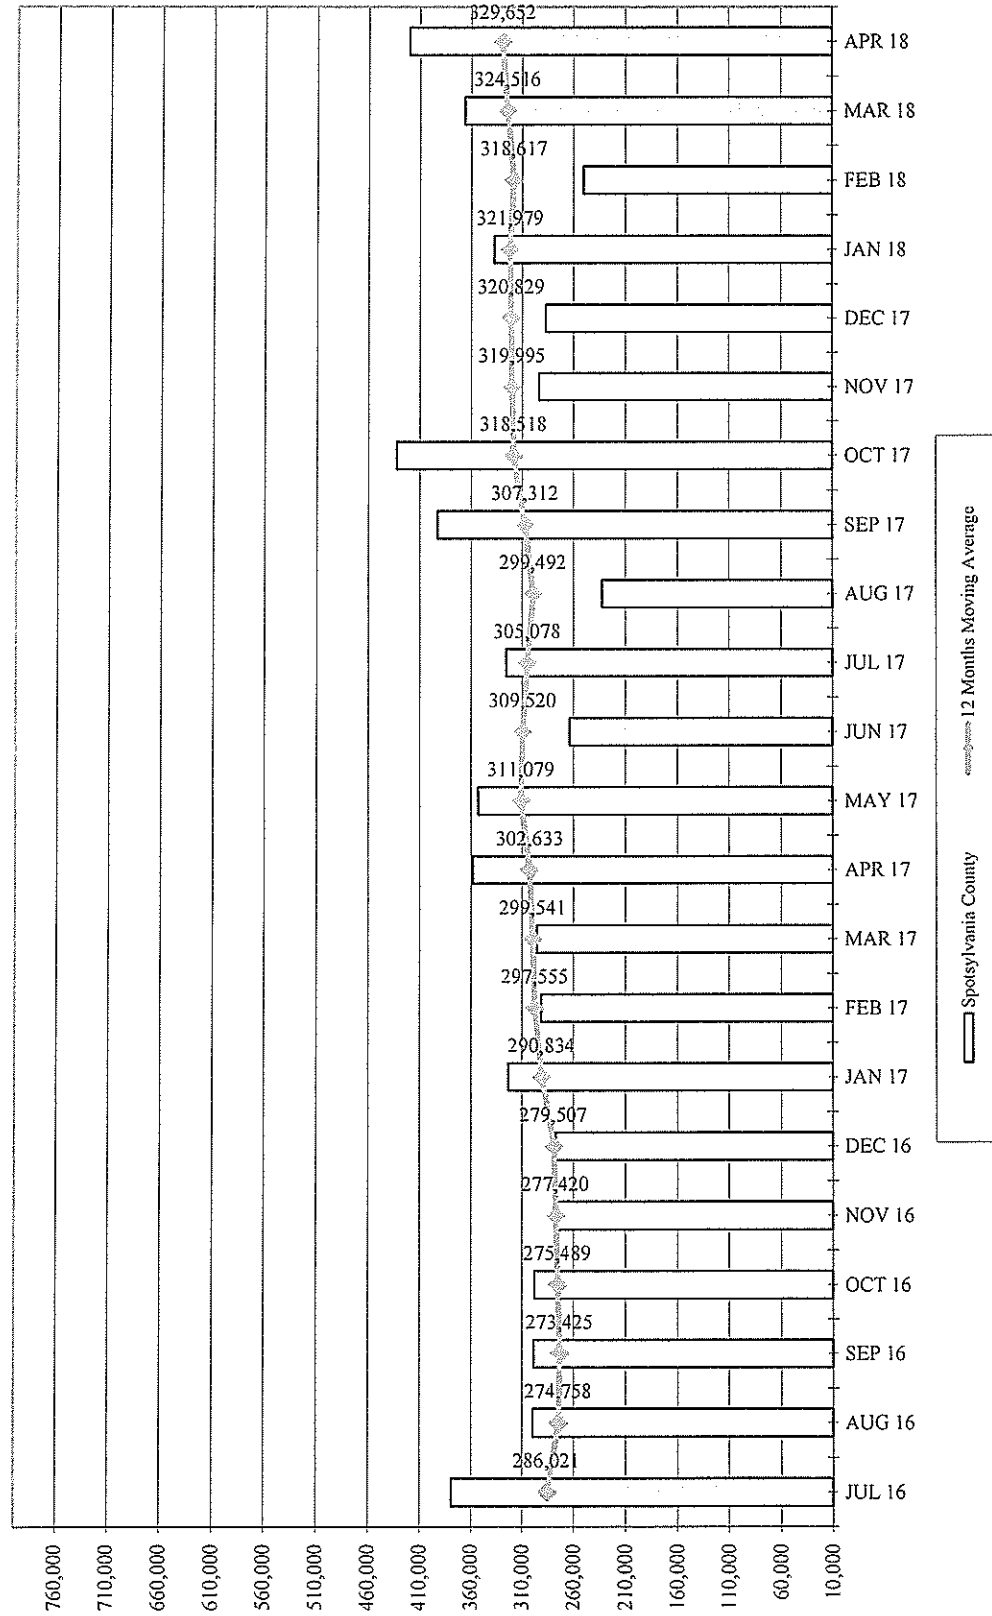 329,652
APR 18
324,516
MAR 18
318,617
FEB 18
321,979
JAN 18
320,829
DEC 17
319,995
NOV 17
318,518
OCT 17
307,312
SEP 17
299,492
AUG 17
305,078
JUL 17
309,520
JUN 17
311,079
MAY 17
302,633
APR 17
299,541
MAR 17
297,555
FEB 17
290,834
JAN 17
279,507
DEC 16
277,420
NOV 16
275,489
OCT 16
273,425
SEP 16
274,758
AUG 16
286,021
JUL 16
760,000
710,000
660,000
610,000
560,000
510,000
460,000
410,000
360,000
310,000
260,000
210,000
160,000
110,000
60,000
10,000
Spotsylvania County
12 Months Moving Average